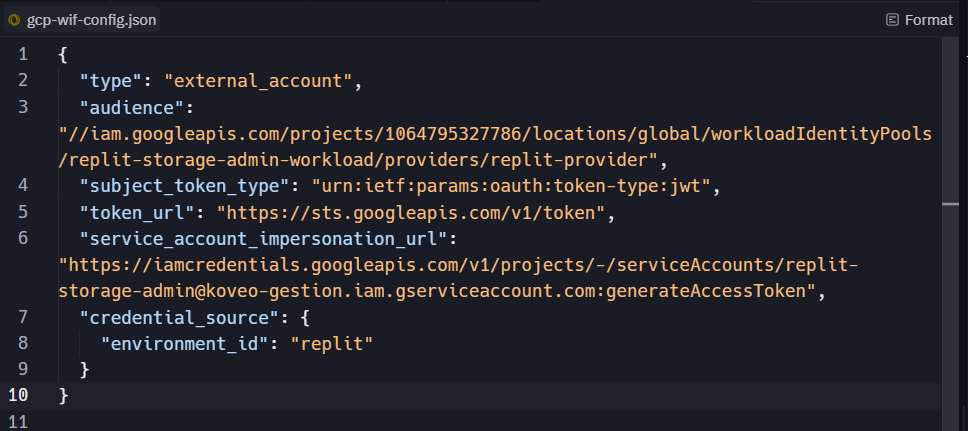 gcp-wif-config.json
Format
1 {
2 "type": "external_account",
3 "audience":
"//iam.googleapis.com/projects/1064795327786/locations/global/workloadIdentityPools
/replit-storage-admin-workload/providers/replit-provider",
4 "subject_token_type": "urn:ietf:params:oauth:token-type:jwt",
5 "token_url": "https://sts.googleapis.com/v1/token",
6 "service_account_impersonation_url":
"https://iamcredentials.googleapis.com/v1/projects/-/serviceAccounts/replit-
storage-admin@koveo-gestion.iam.gserviceaccount.com:generateAccessToken",
7 "credential_source": {
8 "environment_id": "replit"
9 }
10 }
11